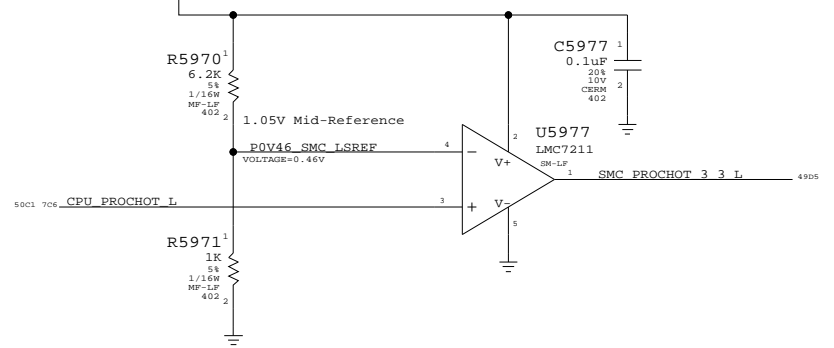 R5970
1
6.2K
5%
1/16W
MF-LF
402
2
C5977
1
0.1uF
20%
10V
CERM
402
2
1.05V Mid-Reference
P0V46_SMC_LSREF
VOLTAGE=0.46V
4
2
V+
U5977
LMC7211
SM-LF
1
SMC_PROCHOT_3_3_L
49D5
50C1 7C6
CPU_PROCHOT_L
3
V-
5
R5971
1
1K
5%
1/16W
MF-LF
402
2